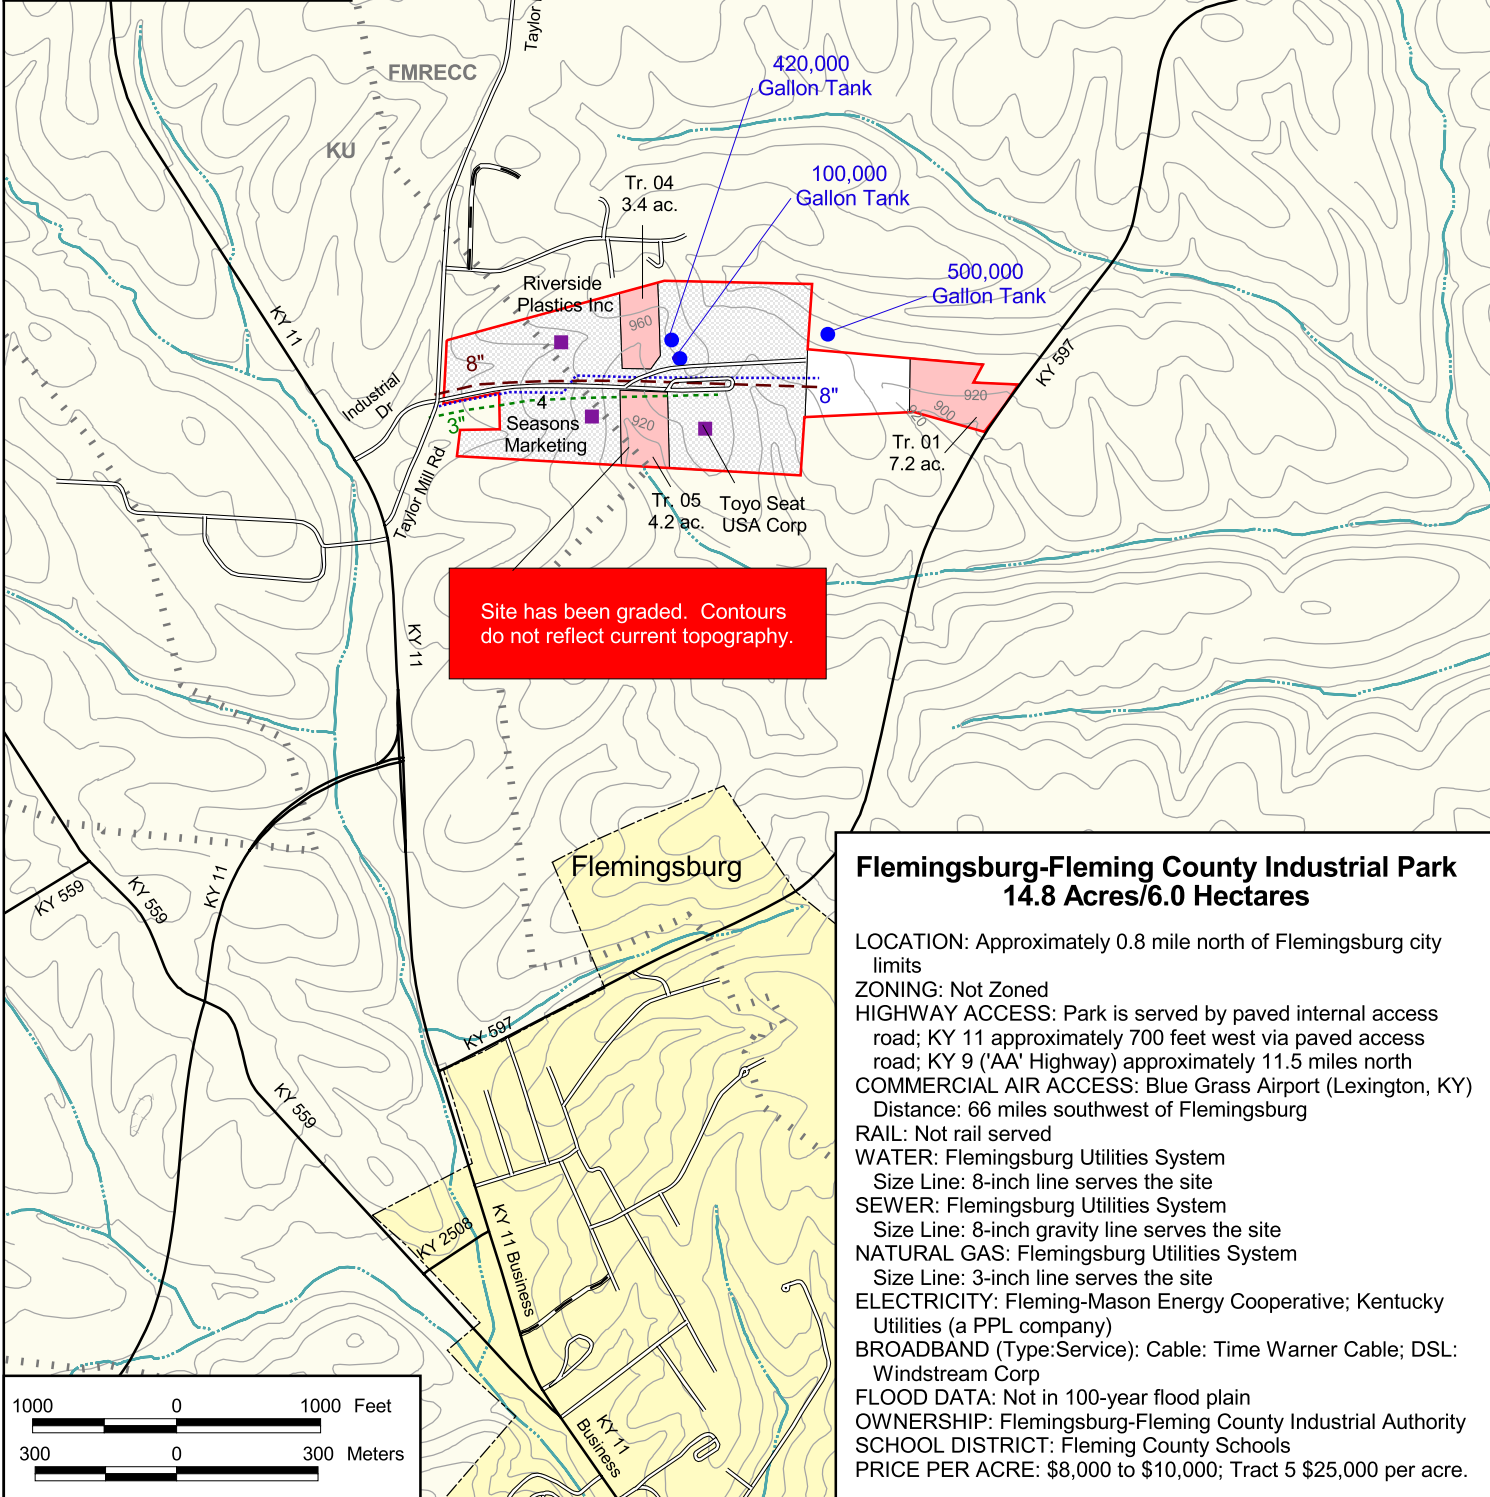 Taylor
FMRECC
KU
420,000
Gallon Tank
100,000
Gallon Tank
Tr. 04
3.4 ac.
500,000
Gallon Tank
Riverside
Plastics Inc
960
KY 11
8"
KY 597
Industrial
Dr
3"
4
Seasons
Marketing
920
8"
920
900
920
Tr. 01
7.2 ac.
Taylor Mill Rd
Tr. 05
4.2 ac.
Toyo Seat
USA Corp
Site has been graded.  Contours
do not reflect current topography.
KY 11
Flemingsburg
KY 559
KY 559
KY 11
KY 597
KY 559
KY 2508
KY 11 Business
KY 11
Business
1000 0 1000 Feet
300 0 300 Meters
Flemingsburg-Fleming County Industrial Park
14.8 Acres/6.0 Hectares
LOCATION: Approximately 0.8 mile north of Flemingsburg city
limits
ZONING: Not Zoned
HIGHWAY ACCESS: Park is served by paved internal access
road; KY 11 approximately 700 feet west via paved access
road; KY 9 ('AA' Highway) approximately 11.5 miles north
COMMERCIAL AIR ACCESS: Blue Grass Airport (Lexington, KY)
Distance: 66 miles southwest of Flemingsburg
RAIL: Not rail served
WATER: Flemingsburg Utilities System
Size Line: 8-inch line serves the site
SEWER: Flemingsburg Utilities System
Size Line: 8-inch gravity line serves the site
NATURAL GAS: Flemingsburg Utilities System
Size Line: 3-inch line serves the site
ELECTRICITY: Fleming-Mason Energy Cooperative; Kentucky
Utilities (a PPL company)
BROADBAND (Type:Service): Cable: Time Warner Cable; DSL:
Windstream Corp
FLOOD DATA: Not in 100-year flood plain
OWNERSHIP: Flemingsburg-Fleming County Industrial Authority
SCHOOL DISTRICT: Fleming County Schools
PRICE PER ACRE: $8,000 to $10,000; Tract 5 $25,000 per acre.